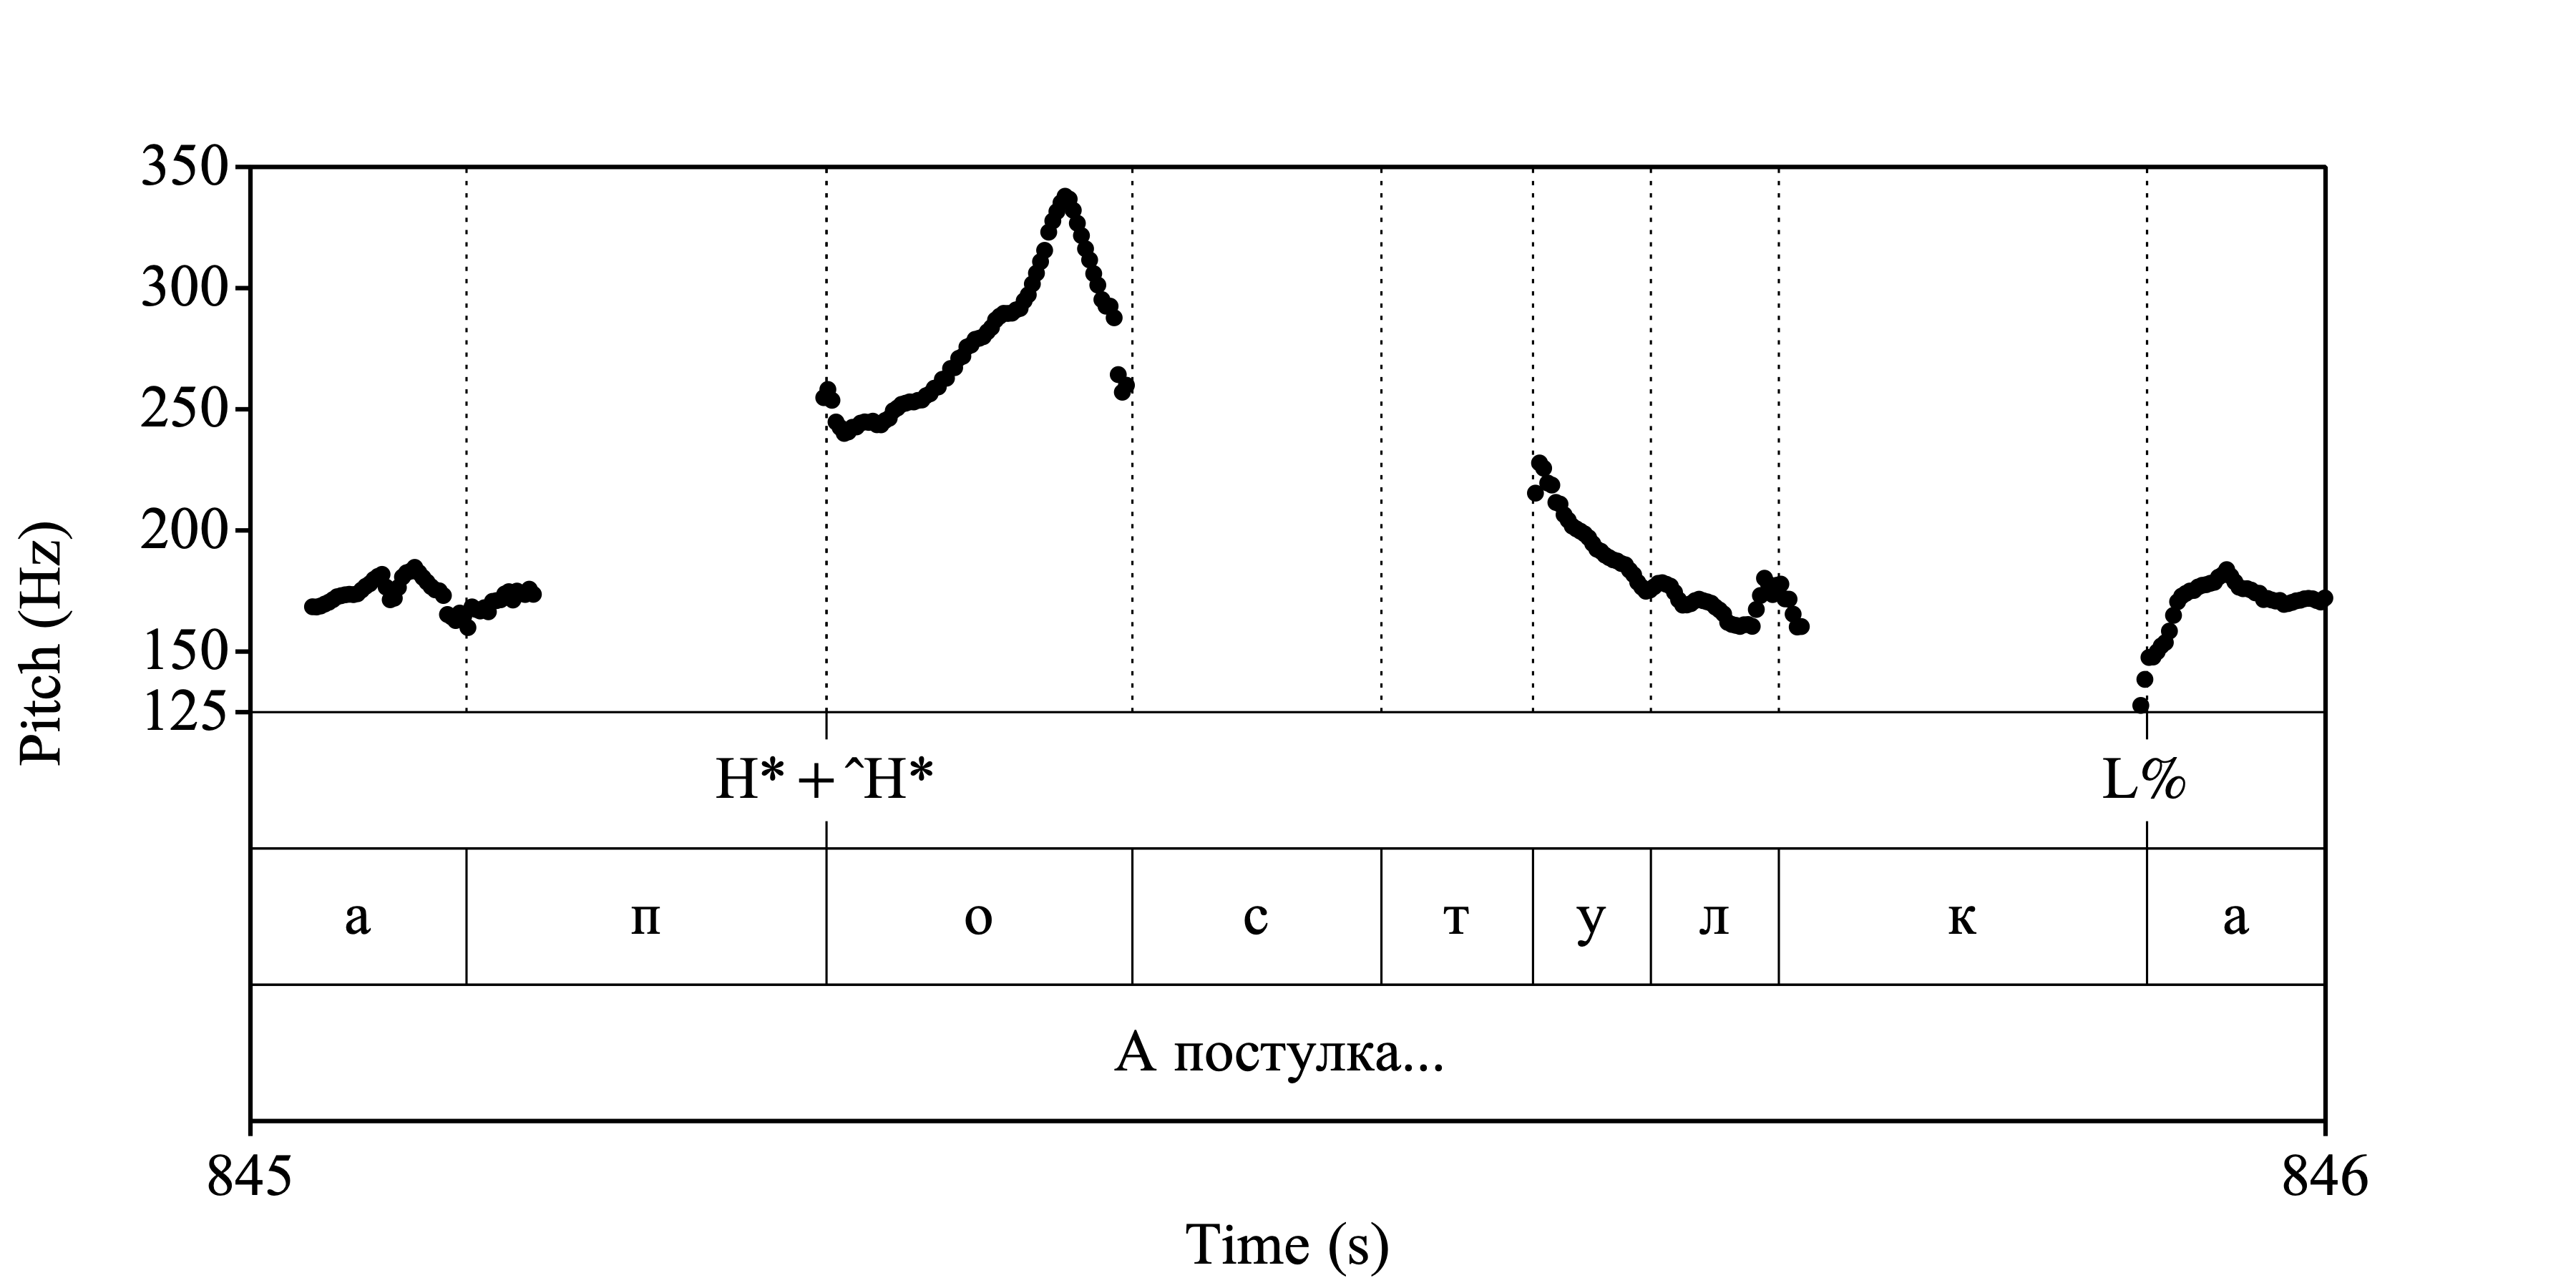 350
300
250
200
150
125
Pitch (Hz)
H* + ^H* L%
а п о с т у л к а
А постулка...
845 846
Time (s)